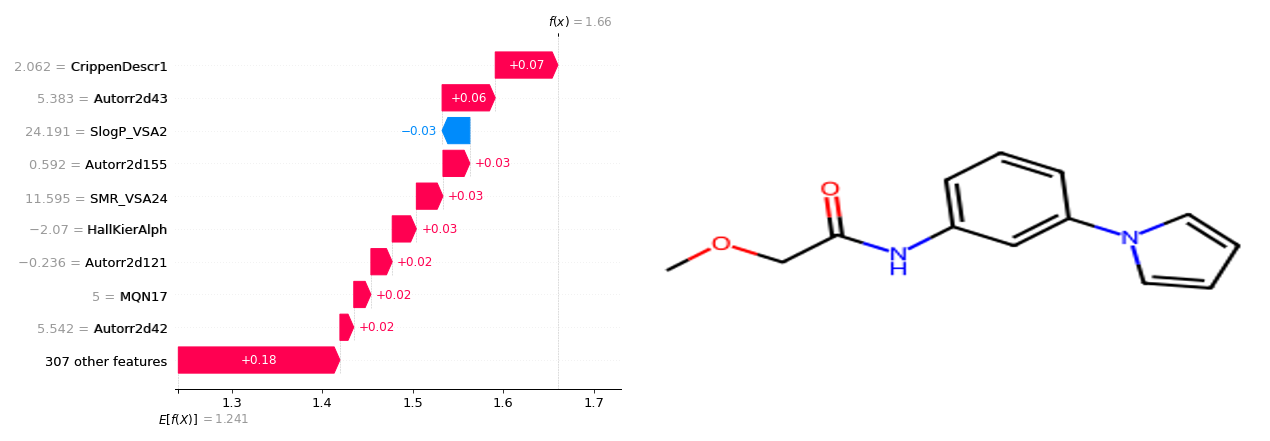 f(x) = 1.66
2.062 = CrippenDescr1
+0.07
5.383 = Autorr2d43
+0.06
24.191 = SlogP_VSA2
−0.03
0.592 = Autorr2d155
+0.03
11.595 = SMR_VSA24
+0.03
−2.07 = HallKierAlph
+0.03
−0.236 = Autorr2d121
+0.02
5 = MQN17
+0.02
5.542 = Autorr2d42
+0.02
307 other features
+0.18
1.3 1.4 1.5 1.6 1.7
E[f(X)] = 1.241
O
O
N
H
N